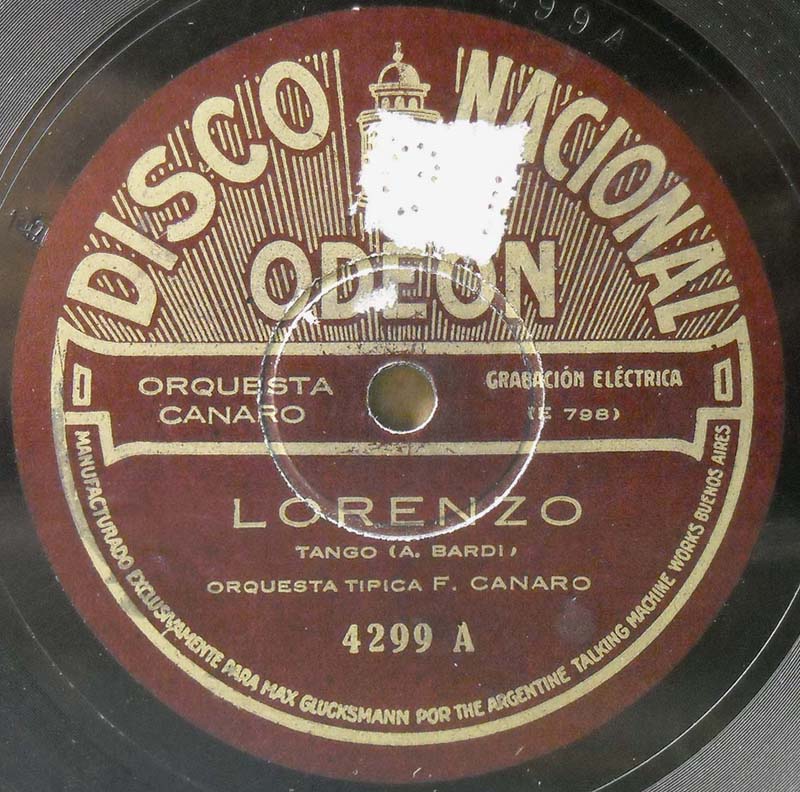 DISCO NACIONAL
ODEON
ORQUESTA
CANARO
GRABACIÓN ELÉCTRICA
(E 798)
LORENZO
TANGO (A. BARDI)
ORQUESTA TIPICA F. CANARO
4299 A
MANUFACTURADO EXCLUSIVAMENTE PARA MAX GLUCKSMANN POR THE ARGENTINE TALKING MACHINE WORKS BUENOS AIRES